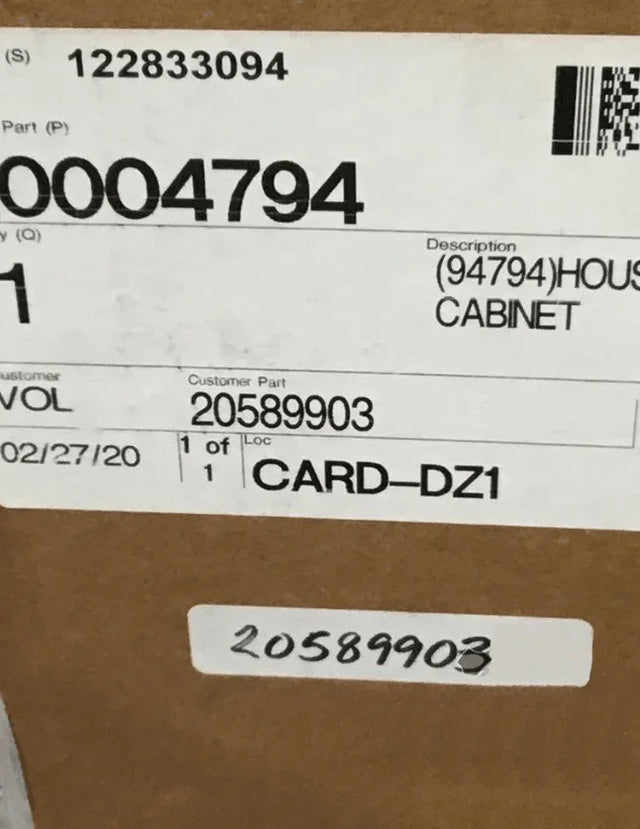 (S) 122833094
Part (P)
0004794
y (Q)
1
Description
(94794)HOUS
CABINET
ustomer
VOL
Customer Part
20589903
02/27/20
1 of
1
Loc
CARD-DZ1
20589903